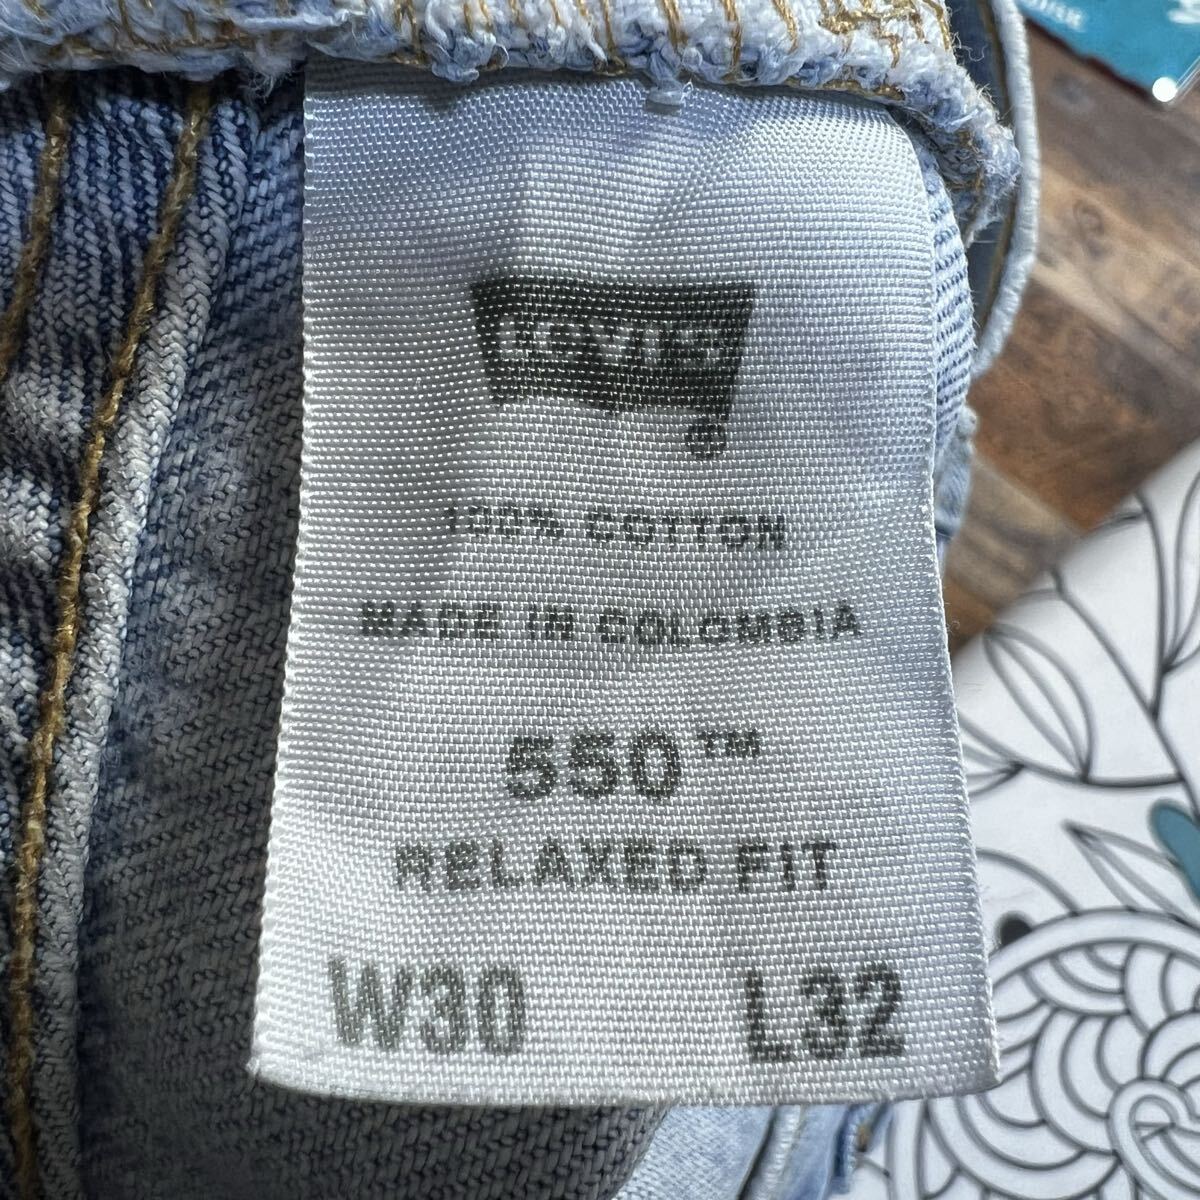 LEVI'S
®
100% COTTON
MADE IN COLOMBIA
550™
RELAXED FIT
W30 L32